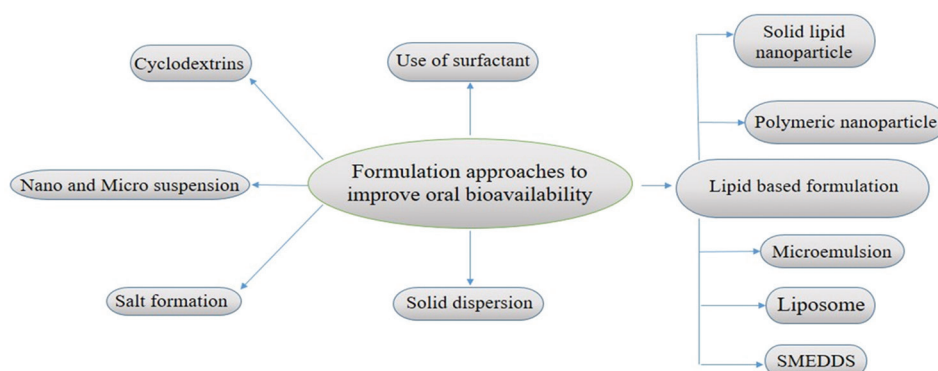 Cyclodextrins
Use of surfactant
Solid lipid
nanoparticle
Polymeric nanoparticle
Nano and Micro suspension
Formulation approaches to
improve oral bioavailability
Lipid based formulation
Microemulsion
Salt formation
Solid dispersion
Liposome
SMEDDS